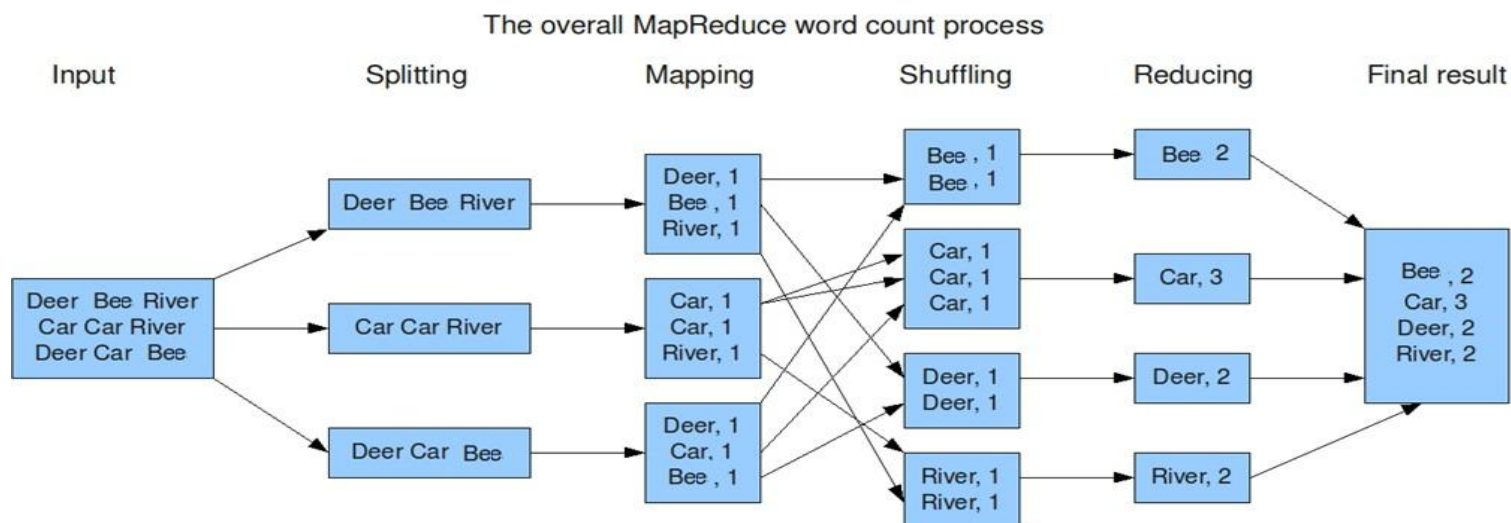 The overall MapReduce word count process
Input
Splitting
Mapping
Shuffling
Reducing
Final result
Deer Bee River
Car Car River
Deer Car Bee
Deer Bee River
Car Car River
Deer Car Bee
Deer, 1
Bee , 1
River, 1
Car, 1
Car, 1
River, 1
Deer, 1
Car, 1
Bee , 1
Bee , 1
Bee , 1
Car, 1
Car, 1
Car, 1
Deer, 1
Deer, 1
River, 1
River, 1
Bee 2
Car, 3
Deer, 2
River, 2
Bee , 2
Car, 3
Deer, 2
River, 2